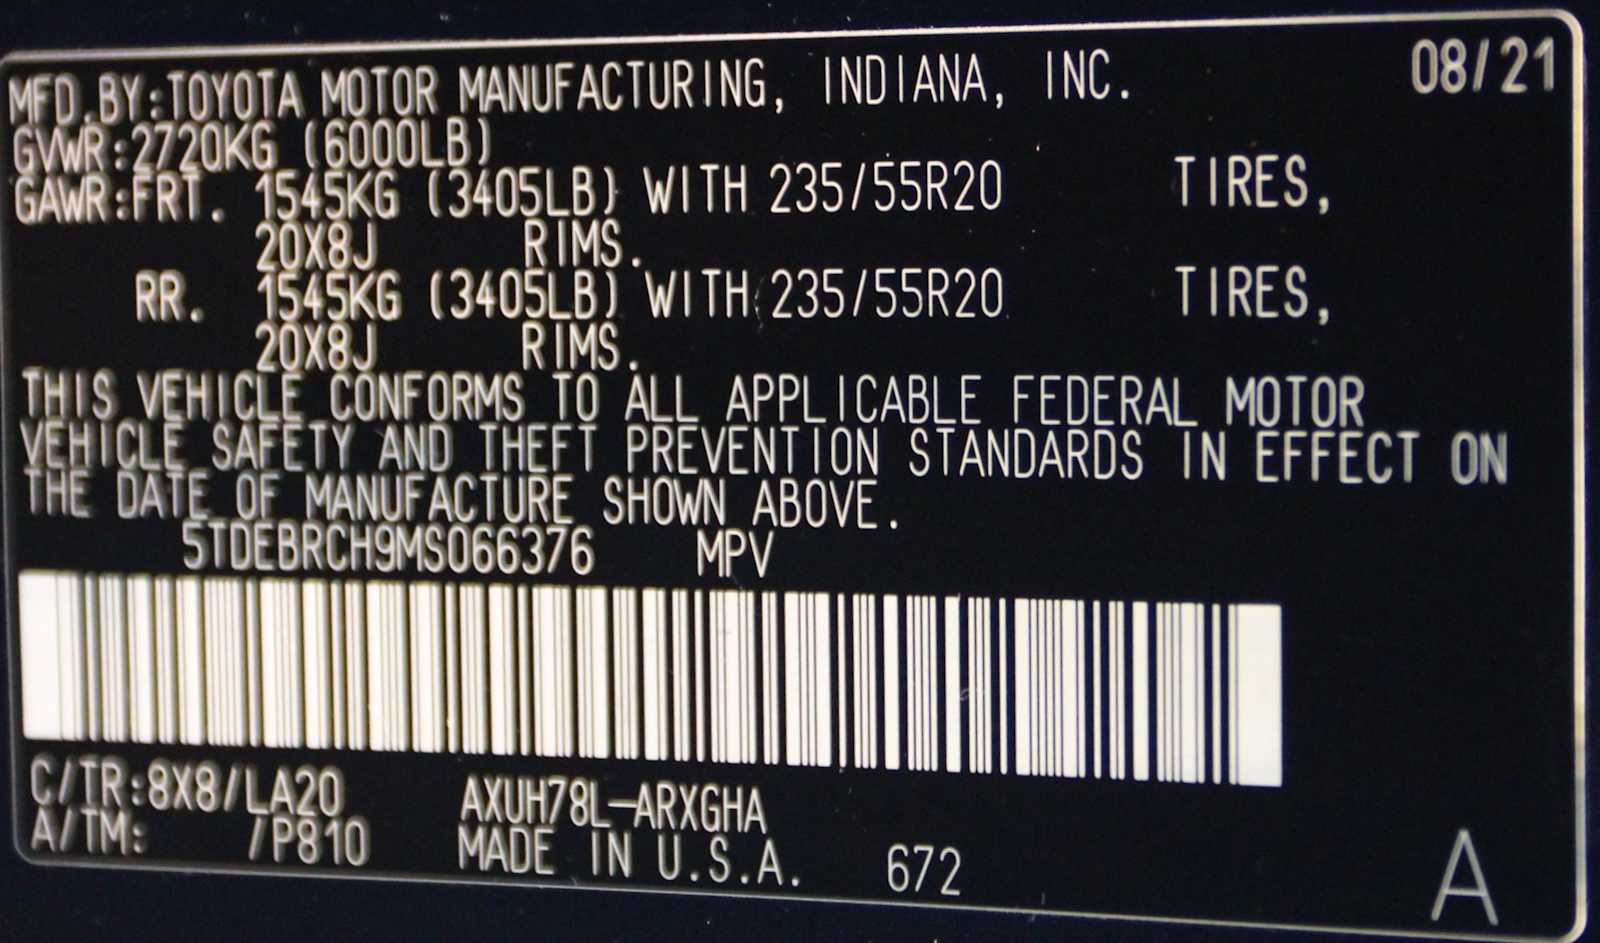 MFD.BY:TOYOTA MOTOR MANUFACTURING, INDIANA, INC. 08/21
GVWR:2720KG (6000LB)
GAWR:FRT. 1545KG (3405LB) WITH 235/55R20 TIRES,
20X8J RIMS.
RR. 1545KG (3405LB) WITH 235/55R20 TIRES,
20X8J RIMS.
THIS VEHICLE CONFORMS TO ALL APPLICABLE FEDERAL MOTOR
VEHICLE SAFETY AND THEFT PREVENTION STANDARDS IN EFFECT ON
THE DATE OF MANUFACTURE SHOWN ABOVE.
5TDEBRCH9MS066376 MPV
C/TR:8X8/LA20 AXUH78L-ARXGHA
A/TM: /P810 MADE IN U.S.A. 672 A